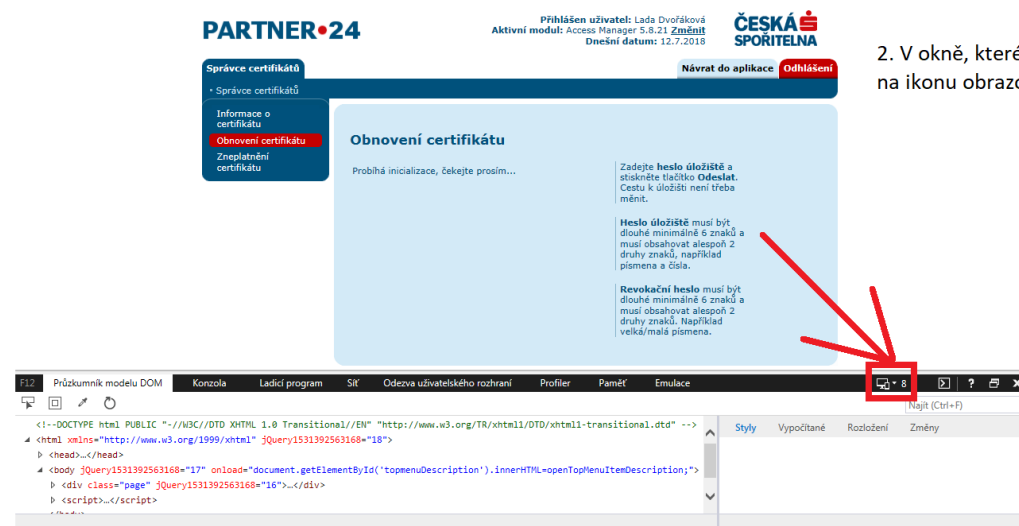 PARTNER•24
Přihlášen uživatel: Lada Dvořáková
Aktivní modul: Access Manager 5.8.21 Změnit
Dnešní datum: 12.7.2018
ČESKÁ
SPOŘITELNA
2. V okně, které
na ikonu obrazo
Správce certifikátů
Návrat do aplikace
Odhlášení
• Správce certifikátů
Informace o
certifikátu
Obnovení certifikátu
Zneplatnění
certifikátu
Obnovení certifikátu
Probíhá inicializace, čekejte prosím...
Zadejte heslo úložiště a
stiskněte tlačítko Odeslat.
Cestu k úložišti není třeba
měnit.
Heslo úložiště musí být
dlouhé minimálně 6 znaků a
musí obsahovat alespoň 2
druhy znaků, například
písmena a čísla.
Revokační heslo musí být
dlouhé minimálně 6 znaků a
musí obsahovat alespoň 2
druhy znaků. Například
velká/malá písmena.
F12 Průzkumník modelu DOM Konzola Ladicí program Síť Odezva uživatelského rozhraní Profiler Paměť Emulace 8 ?
Najít (Ctrl+F)
<!--DOCTYPE html PUBLIC "-//W3C//DTD XHTML 1.0 Transitional//EN" "http://www.w3.org/TR/xhtml1/DTD/xhtml1-transitional.dtd" -->
<html xmlns="http://www.w3.org/1999/xhtml" jQuery1531392563168="18">
<head>…</head>
<body jQuery1531392563168="17" onload="document.getElementById('topmenuDescription').innerHTML=openTopMenuItemDescription;">
<div class="page" jQuery1531392563168="16">…</div>
<script>…</script>
Styly Vypočítané Rozložení Změny